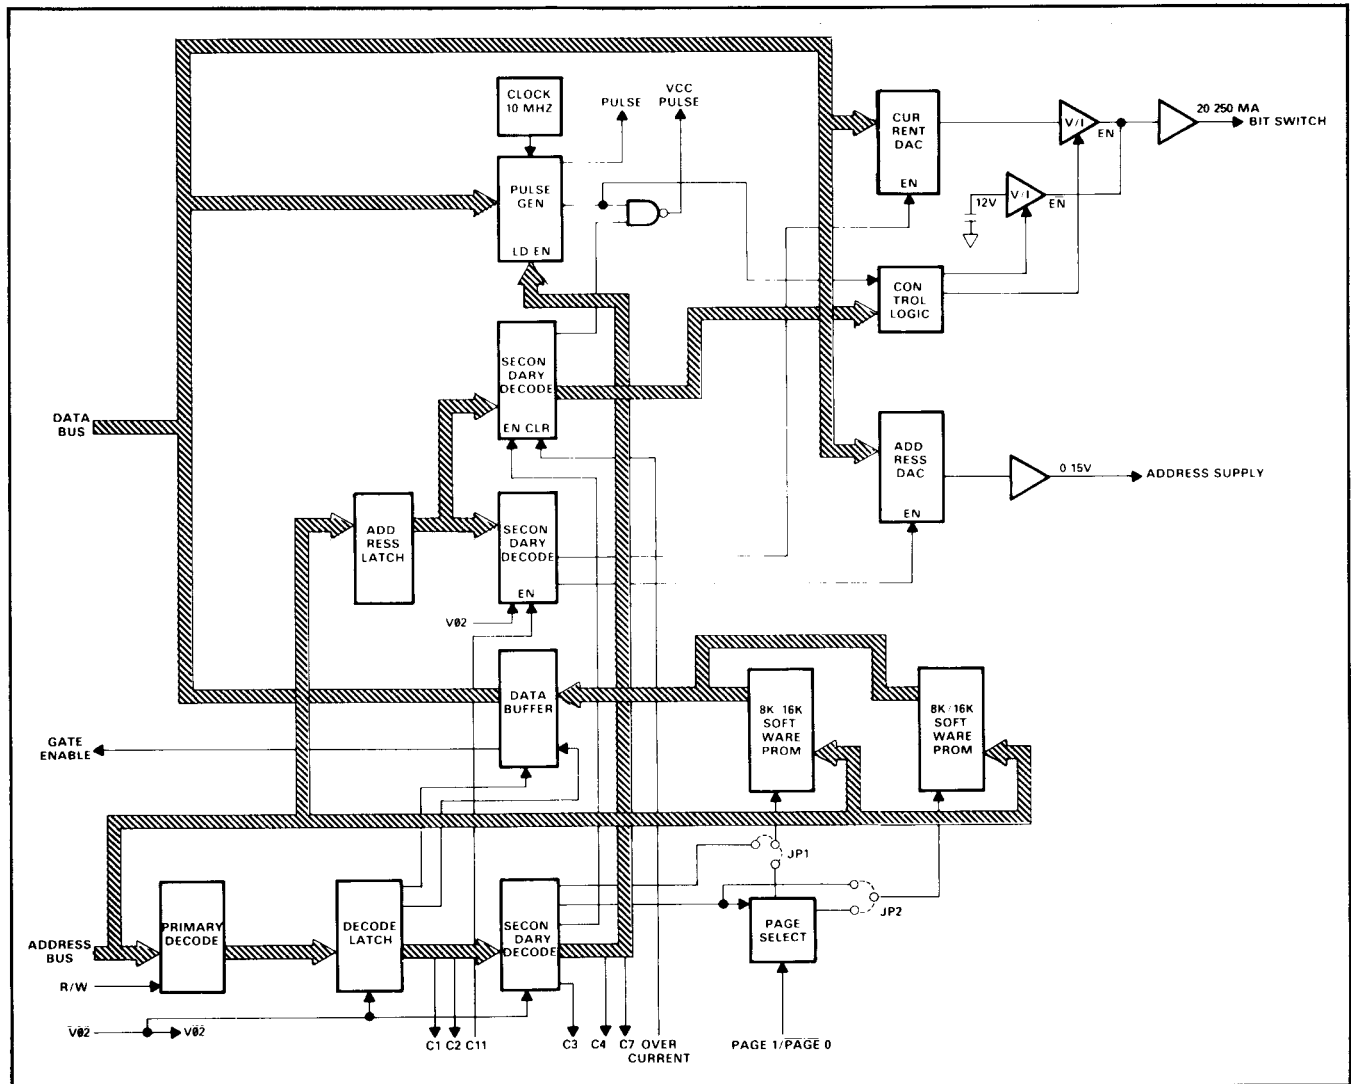 CLOCK
10 MHZ
PULSE
VCC
PULSE
PULSE
GEN
LD EN
CUR
RENT
DAC
EN
V/I
EN
20 250 MA
BIT SWITCH
V/I
EN
12V
CON
TROL
LOGIC
SECON
DARY
DECODE
EN CLR
DATA
BUS
ADD
RESS
DAC
EN
0 15V
ADDRESS SUPPLY
ADD
RESS
LATCH
SECON
DARY
DECODE
EN
VØ2
DATA
BUFFER
8K 16K
SOFT
WARE
PROM
8K/16K
SOFT
WARE
PROM
GATE
ENABLE
JP1
JP2
PRIMARY
DECODE
DECODE
LATCH
SECON
DARY
DECODE
PAGE
SELECT
ADDRESS
BUS
R/W
VØ2
VØ2
C1 C2 C11
C3
C4
C7
OVER
CURRENT
PAGE 1/PAGE 0